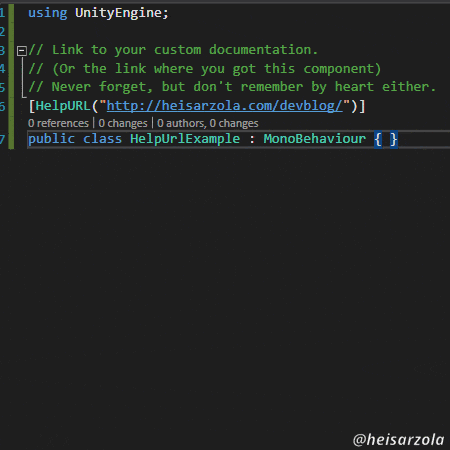 1 using UnityEngine;
2
3 // Link to your custom documentation.
4 // (Or the link where you got this component)
5 // Never forget, but don't remember by heart either.
6 [HelpURL("http://heisarzola.com/devblog/")]
0 references | 0 changes | 0 authors, 0 changes
7 public class HelpUrlExample : MonoBehaviour { }
@heisarzola